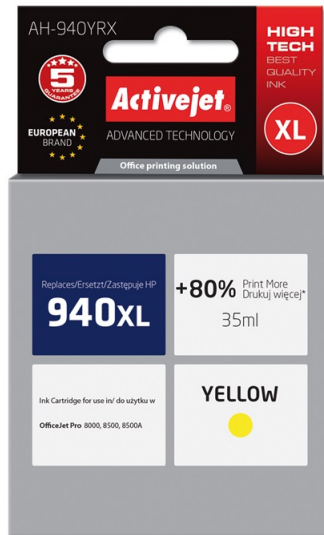 AH-940YRX
HIGH
TECH
BEST
QUALITY
INK
5
YEARS
GUARANTEE
Activejet®
EUROPEAN
BRAND
ADVANCED TECHNOLOGY
XL
Office printing solution
Replaces/Ersetzt/Zastępuje HP
940XL
+80% Print More
Drukuj więcej*
35ml
Ink Cartridge for use in/ do użytku w
OfficeJet Pro 8000, 8500, 8500A
YELLOW